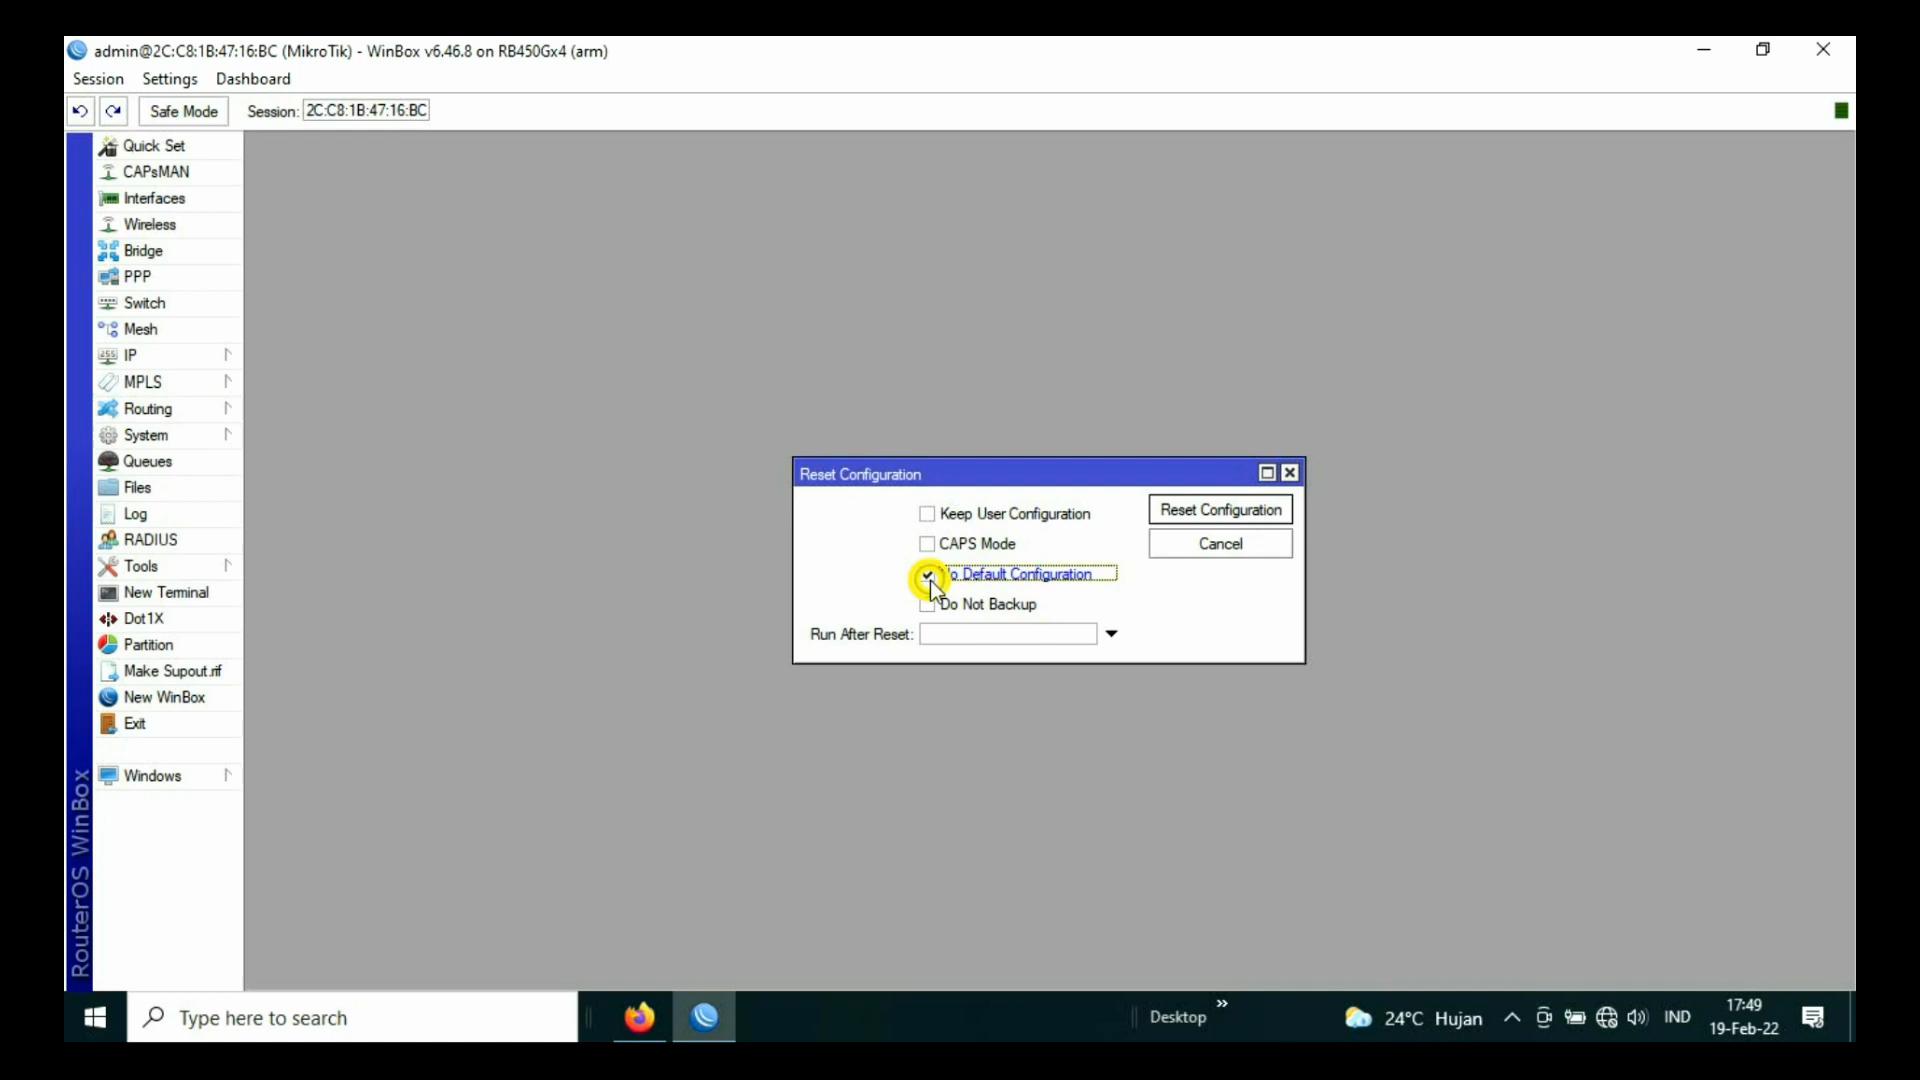 admin@2C:C8:1B:47:16:BC (MikroTik) - WinBox v6.46.8 on RB450Gx4 (arm)
Session Settings Dashboard
Safe Mode Session: 2C:C8:1B:47:16:BC
Quick Set
CAPsMAN
Interfaces
Wireless
Bridge
PPP
Switch
Mesh
IP
MPLS
Routing
System
Queues
Files
Log
RADIUS
Tools
New Terminal
Dot1X
Partition
Make Supout.rif
New WinBox
Exit
Windows
RouterOS WinBox
Reset Configuration
Keep User Configuration
CAPS Mode
Default Configuration
Do Not Backup
Run After Reset:
Reset Configuration
Cancel
Type here to search
Desktop
24°C Hujan
IND
17:49
19-Feb-22